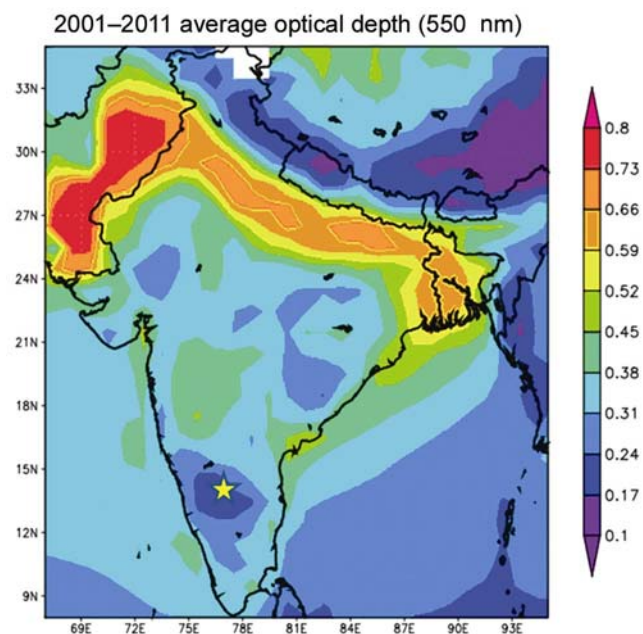 2001–2011 average optical depth (550 nm)
33N
30N
27N
24N
21N
18N
15N
12N
9N
69E 72E 75E 78E 81E 84E 87E 90E 93E
0.8
0.73
0.66
0.59
0.52
0.45
0.38
0.31
0.24
0.17
0.1